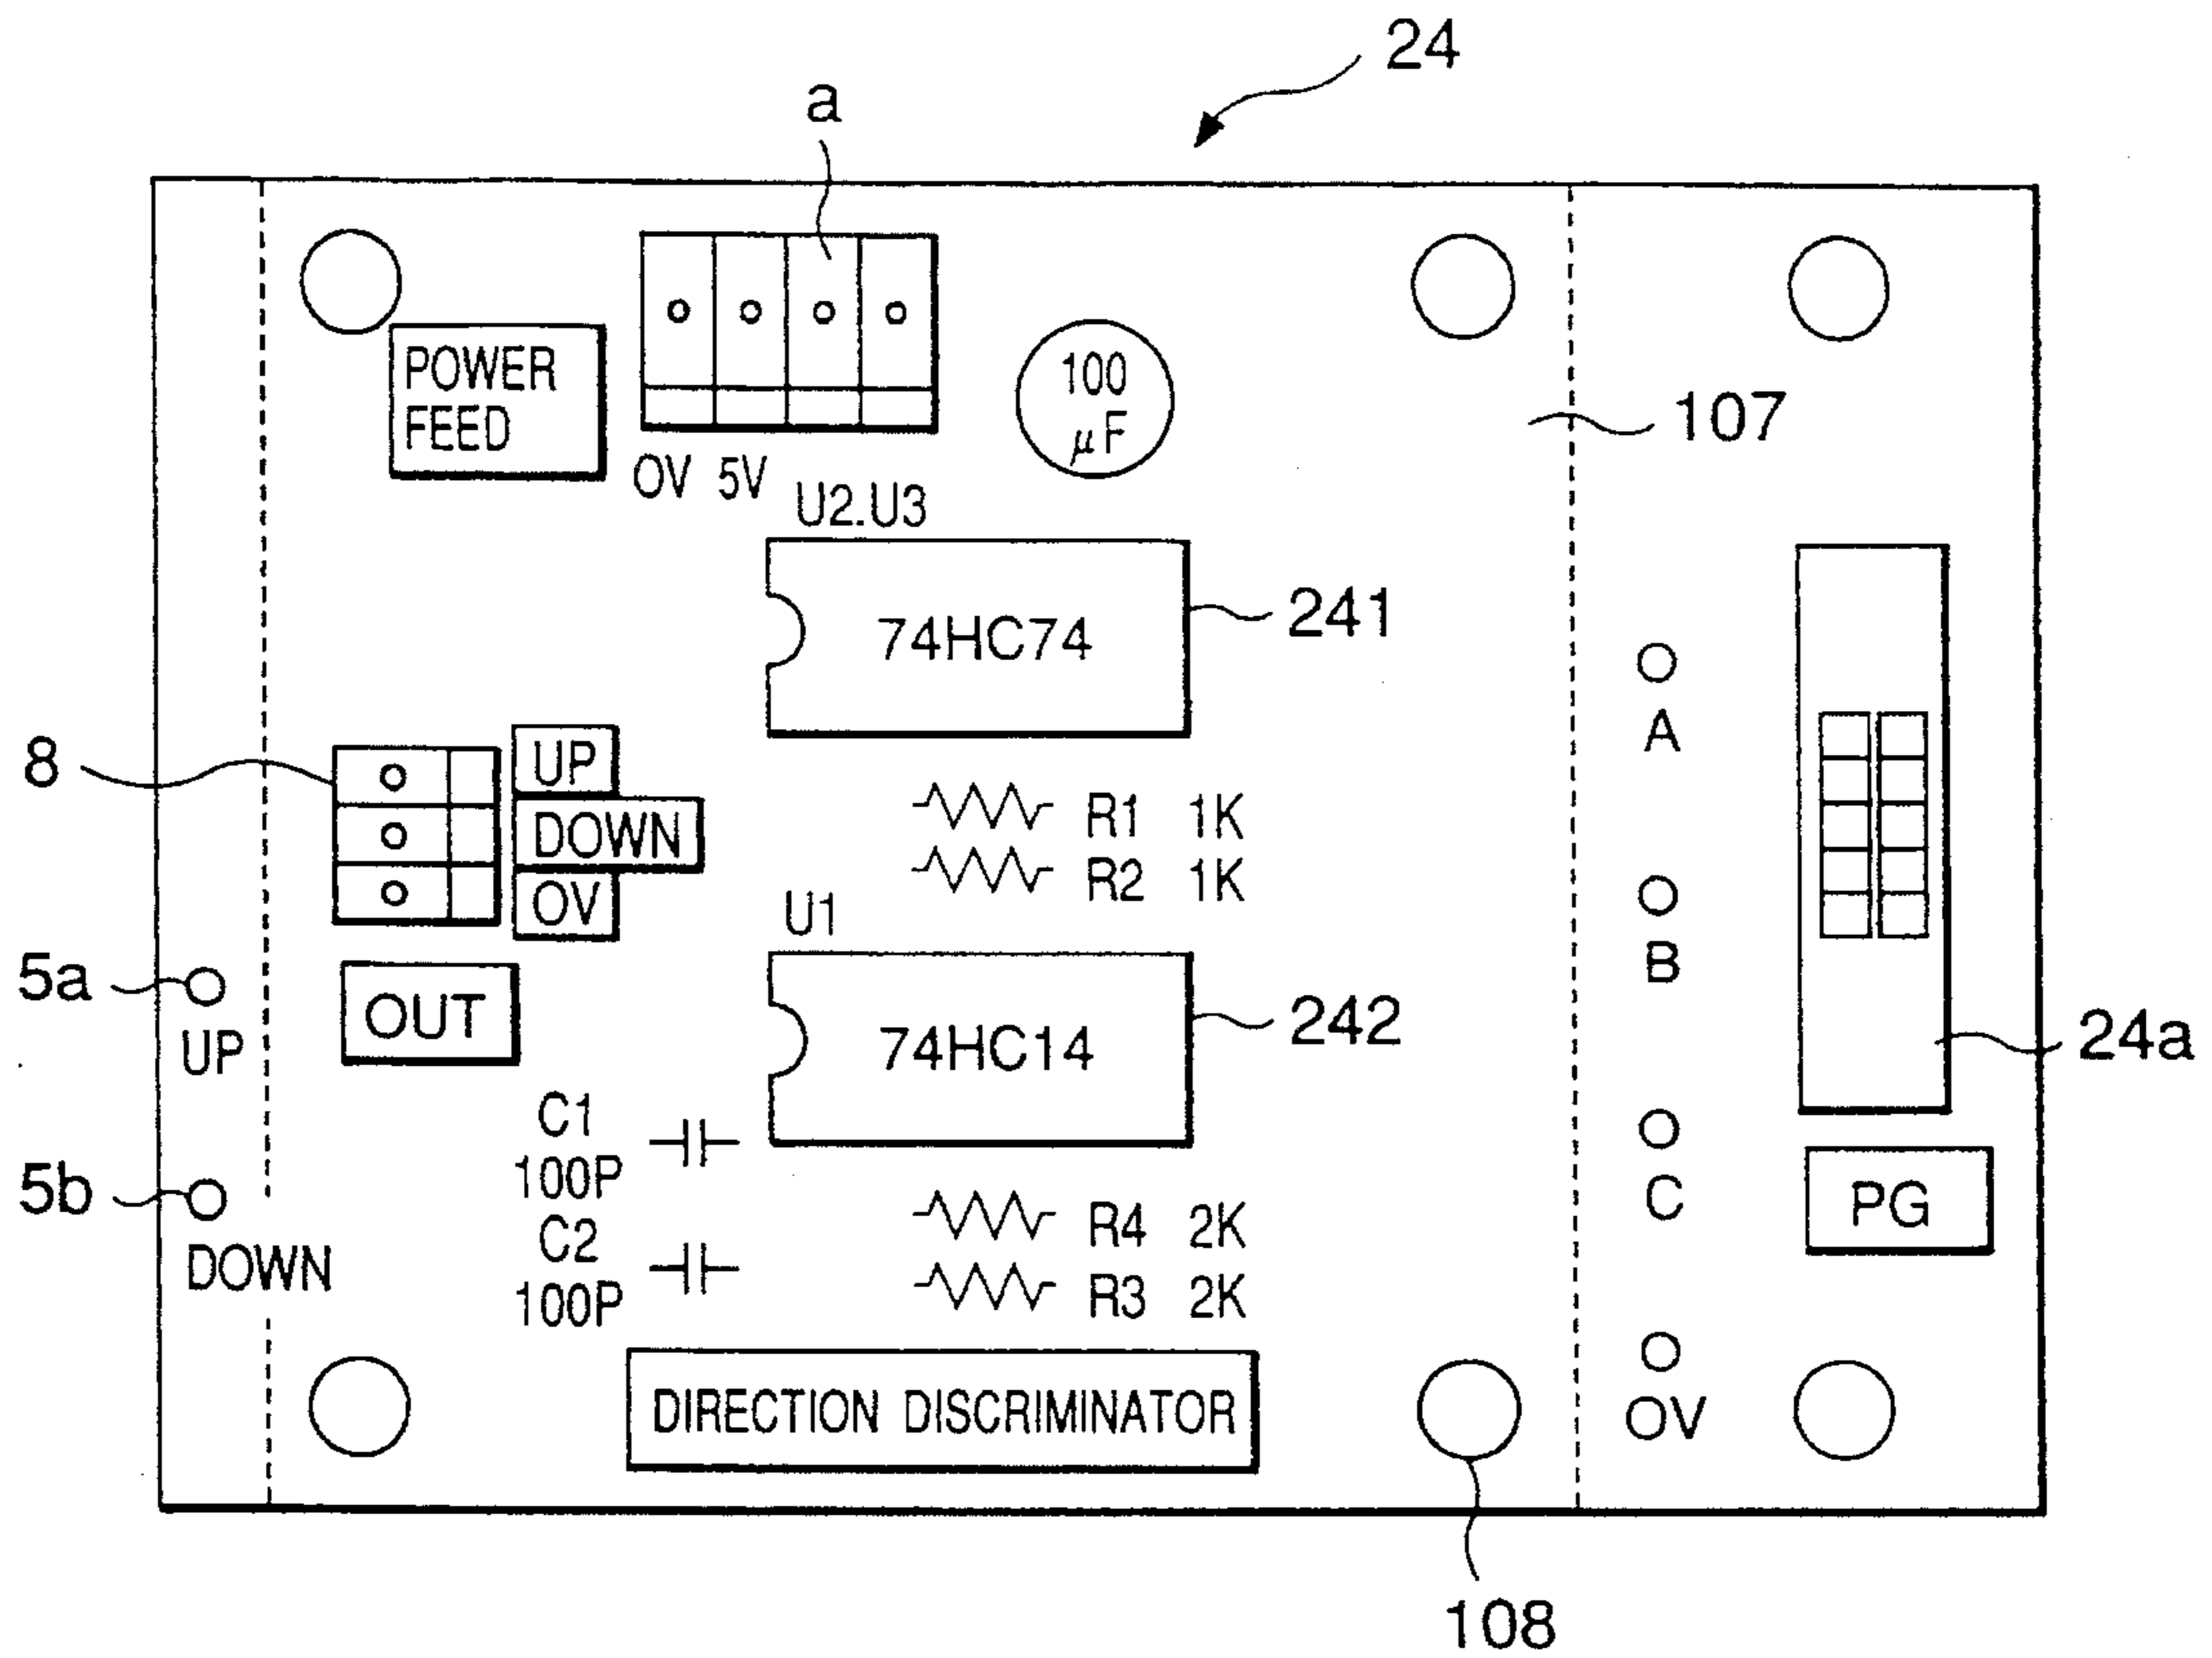 24
a
POWER
FEED
100
μF
107
OV 5V
U2.U3
74HC74
241
A
8
UP
DOWN
OV
R1 1K
R2 1K
B
U1
5a
UP
OUT
74HC14
242
24a
C1
100P
C
PG
5b
DOWN
C2
100P
R4 2K
R3 2K
DIRECTION DISCRIMINATOR
OV
108